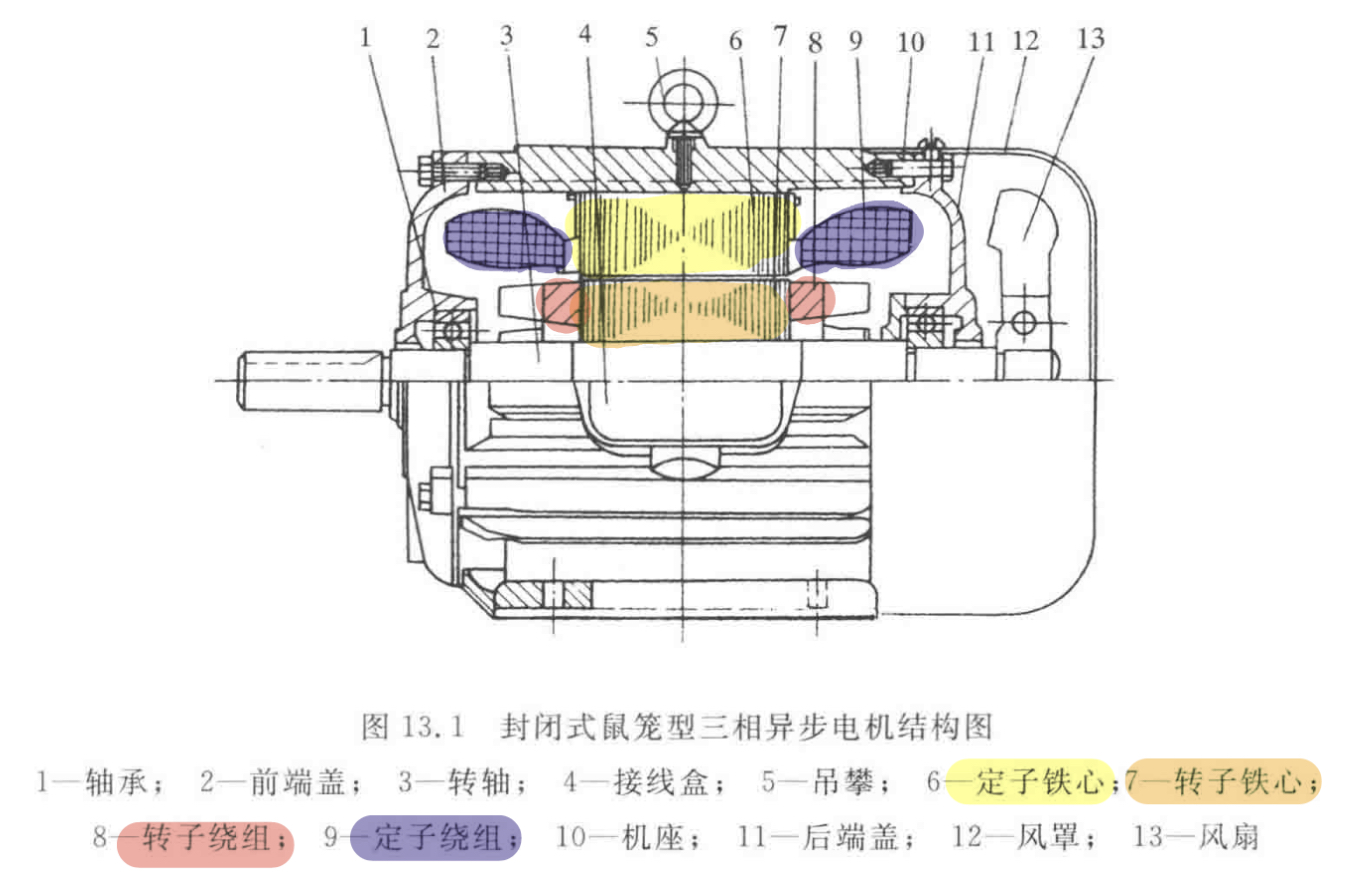 1 2 3 4 5 6 7 8 9 10 11 12 13
图 13.1 封闭式鼠笼型三相异步电机结构图
1—轴承； 2—前端盖； 3—转轴； 4—接线盒； 5—吊攀； 6—定子铁心；7—转子铁心；
8—转子绕组； 9—定子绕组； 10—机座； 11—后端盖； 12—风罩； 13—风扇